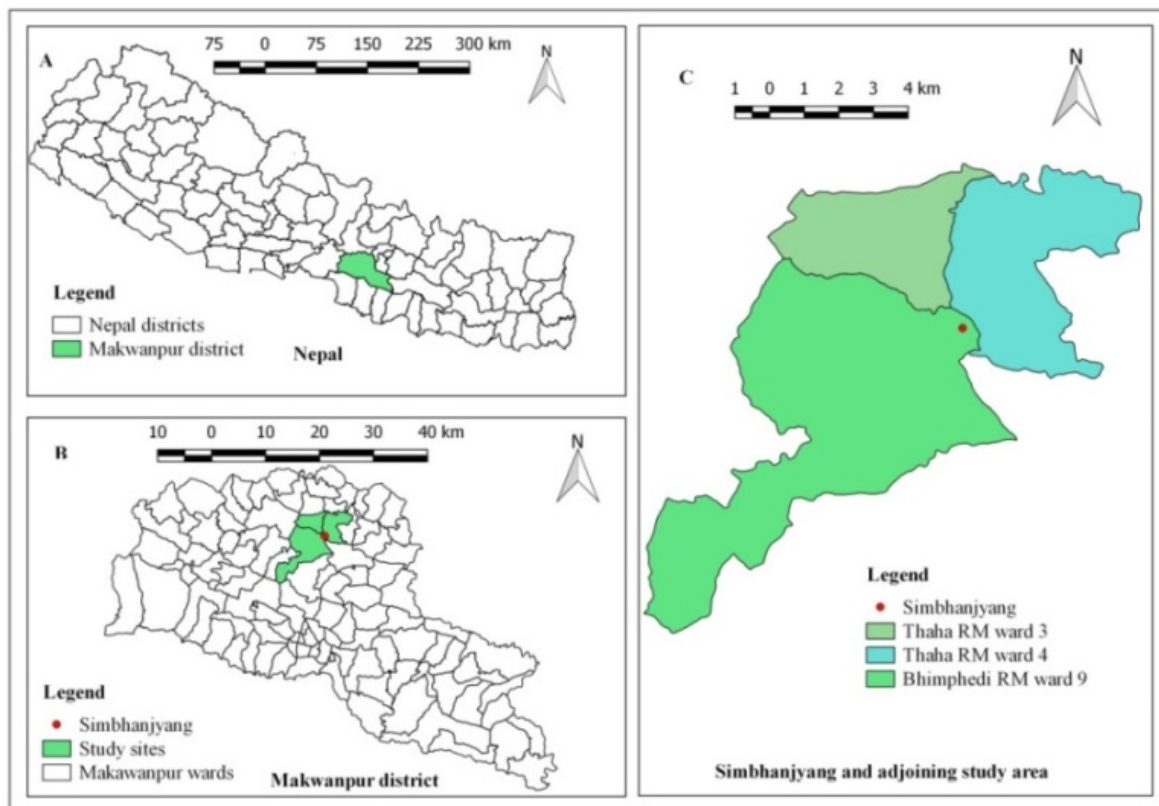 A
75 0 75 150 225 300 km
N
Legend
Nepal districts
Makwanpur district
Nepal
B
10 0 10 20 30 40 km
N
Legend
Simbhanjyang
Study sites
Makawanpur wards
Makwanpur district
C
1 0 1 2 3 4 km
N
Legend
Simbhanjyang
Thaha RM ward 3
Thaha RM ward 4
Bhimphedi RM ward 9
Simbhanjyang and adjoining study area